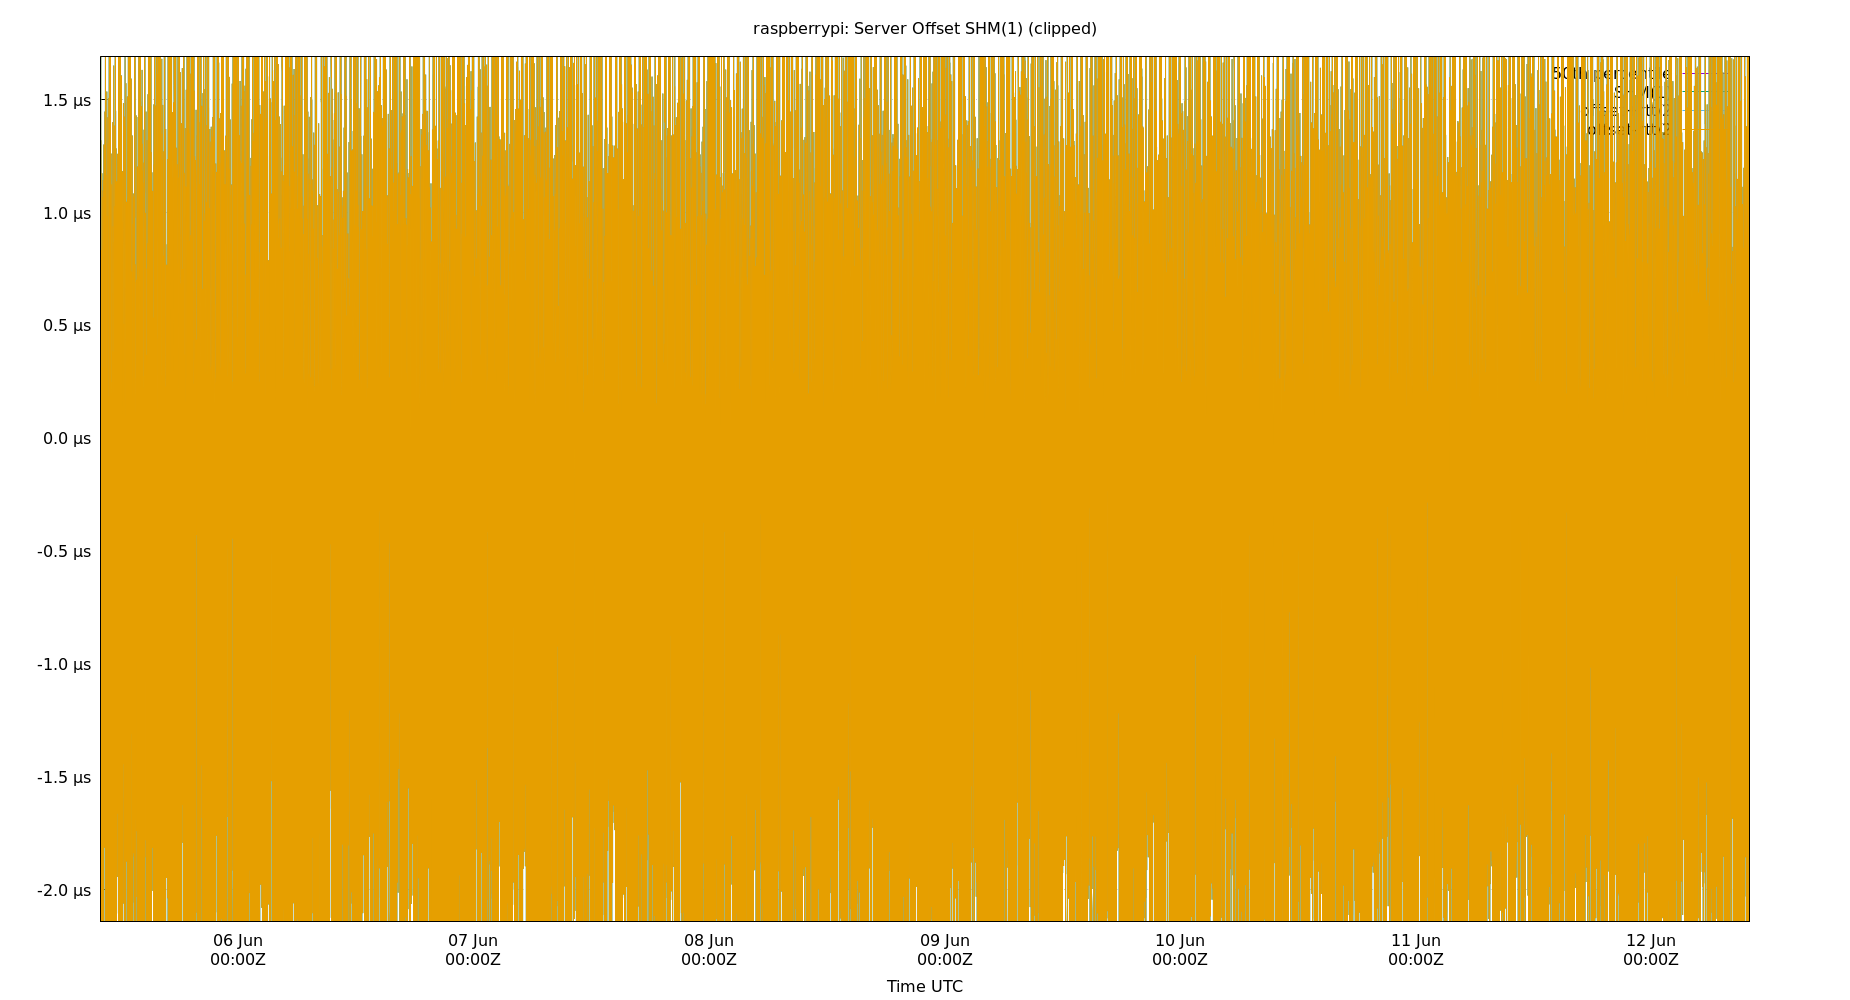 raspberrypi: Server Offset SHM(1) (clipped)
50th percentile
1.5 µs
1.0 µs
0.5 µs
0.0 µs
-0.5 µs
-1.0 µs
-1.5 µs
-2.0 µs
06 Jun 07 Jun 08 Jun 09 Jun 10 Jun 11 Jun 12 Jun
00:00Z 00:00Z 00:00Z 00:00Z 00:00Z 00:00Z 00:00Z
Time UTC